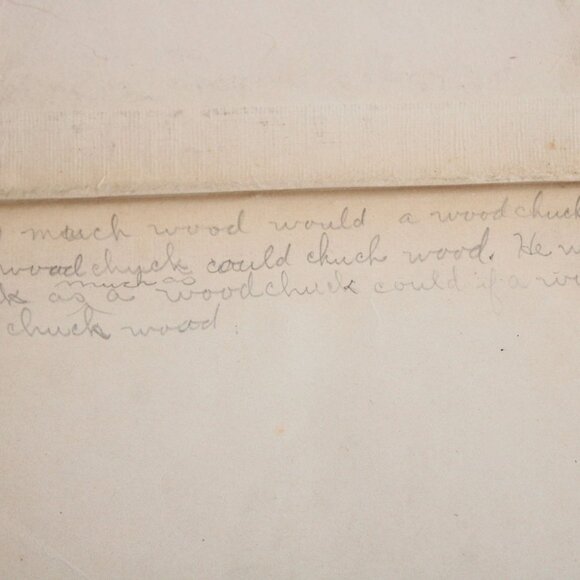 much wood would a woodchuck
woodchuck could chuck wood. He
as much as a woodchuck could if a
chuck wood.